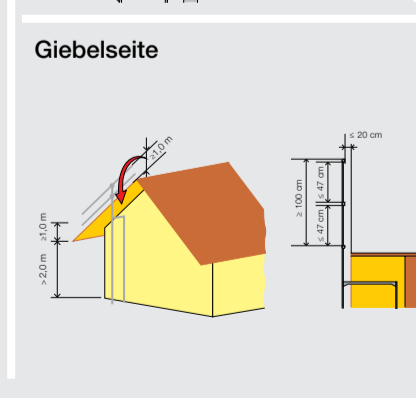 Giebelseite
≥1,0 m
≥1,0 m
> 2,0 m
≤ 20 cm
≥ 100 cm
≤ 47 cm
≤ 47 cm